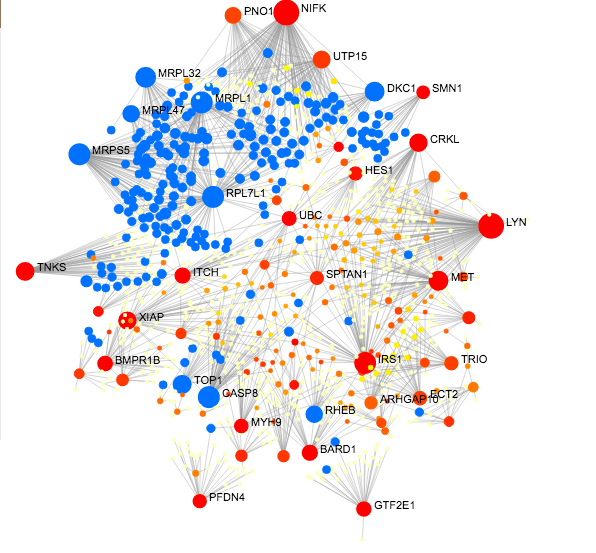 PNO1
NIFK
UTP15
MRPL32
DKC1
SMN1
MRPL1
MRPL47
CRKL
MRPS5
HES1
RPL7L1
UBC
LYN
TNKS
ITCH
SPTAN1
MET
XIAP
BMPR1B
IRS1
TRIO
TOP1
CASP8
ARHGAP10
ECT2
RHEB
MYH9
BARD1
PFDN4
GTF2E1